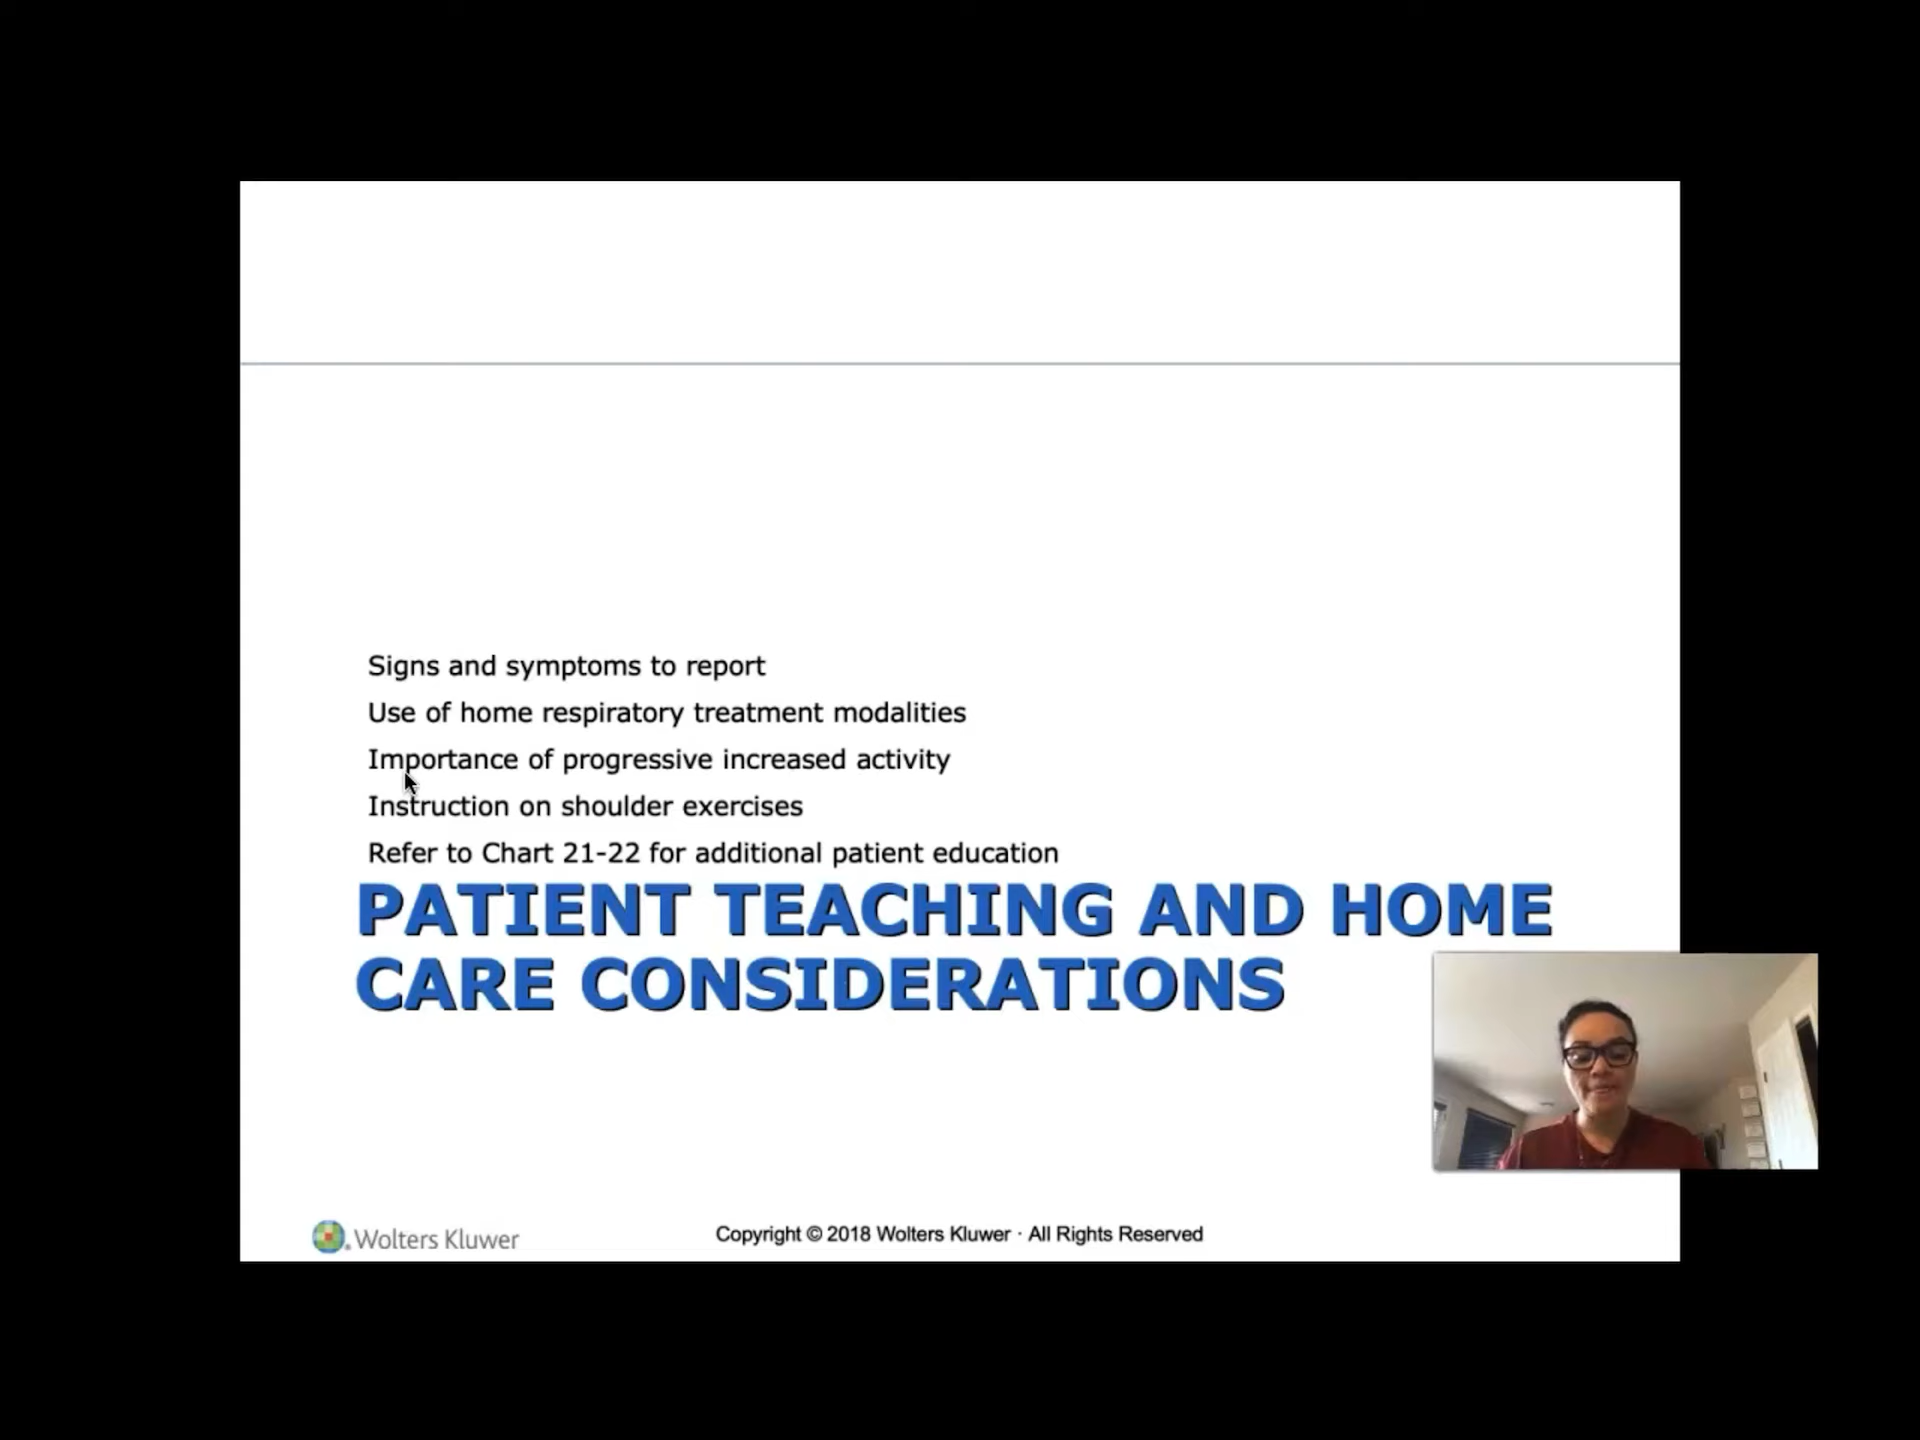 Signs and symptoms to report
Use of home respiratory treatment modalities
Importance of progressive increased activity
Instruction on shoulder exercises
Refer to Chart 21-22 for additional patient education
PATIENT TEACHING AND HOME
CARE CONSIDERATIONS
Wolters Kluwer
Copyright © 2018 Wolters Kluwer · All Rights Reserved